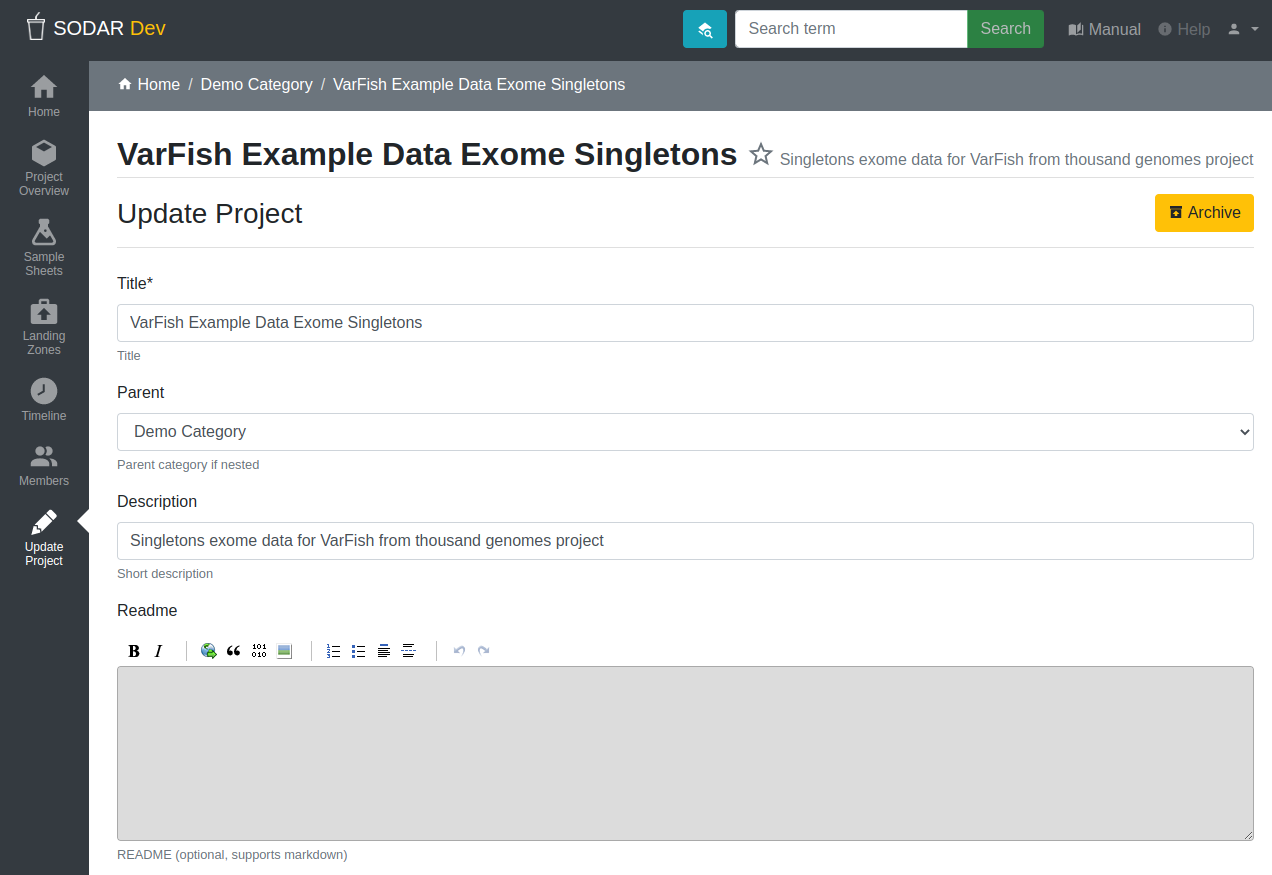 SODAR Dev
Search term
Search
Manual
Help
Home / Demo Category / VarFish Example Data Exome Singletons
Home
Project
Overview
Sample
Sheets
Landing
Zones
Timeline
Members
Update
Project
VarFish Example Data Exome Singletons Singletons exome data for VarFish from thousand genomes project
Update Project
Archive
Title*
VarFish Example Data Exome Singletons
Title
Parent
Demo Category
Parent category if nested
Description
Singletons exome data for VarFish from thousand genomes project
Short description
Readme
B I
101
010
README (optional, supports markdown)